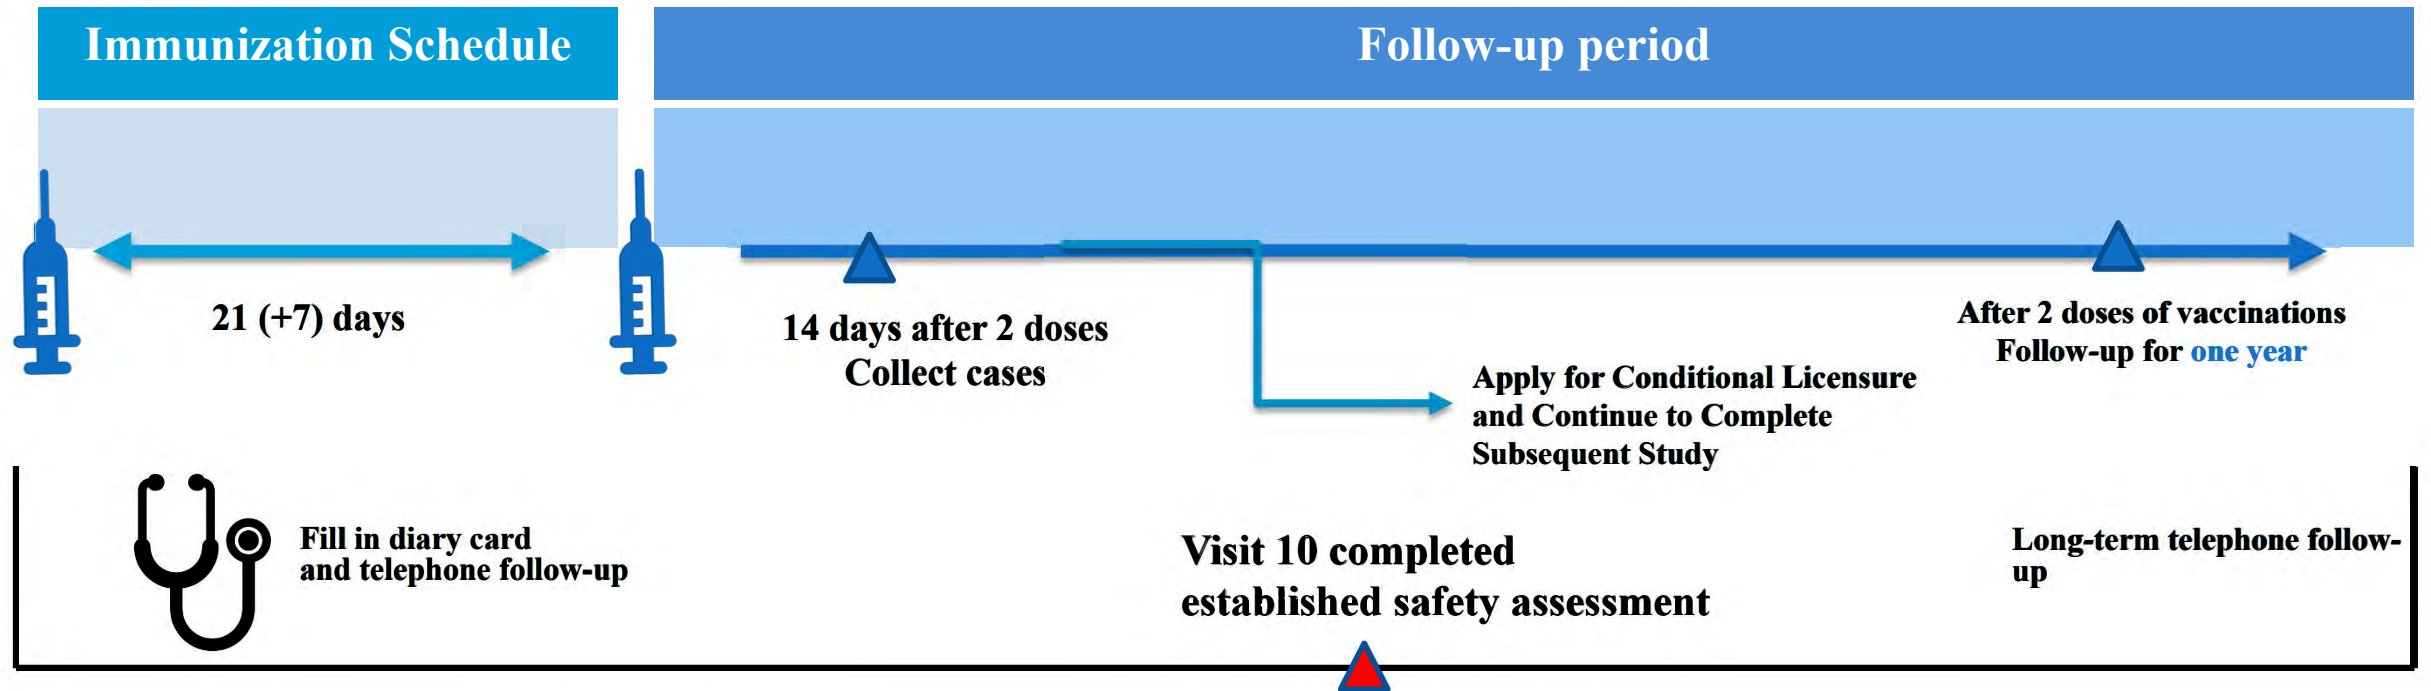 Immunization Schedule
Follow-up period
21 (+7) days
14 days after 2 doses
Collect cases
Apply for Conditional Licensure
and Continue to Complete
Subsequent Study
After 2 doses of vaccinations
Follow-up for one year
Fill in diary card
and telephone follow-up
Visit 10 completed
established safety assessment
Long-term telephone follow-
up